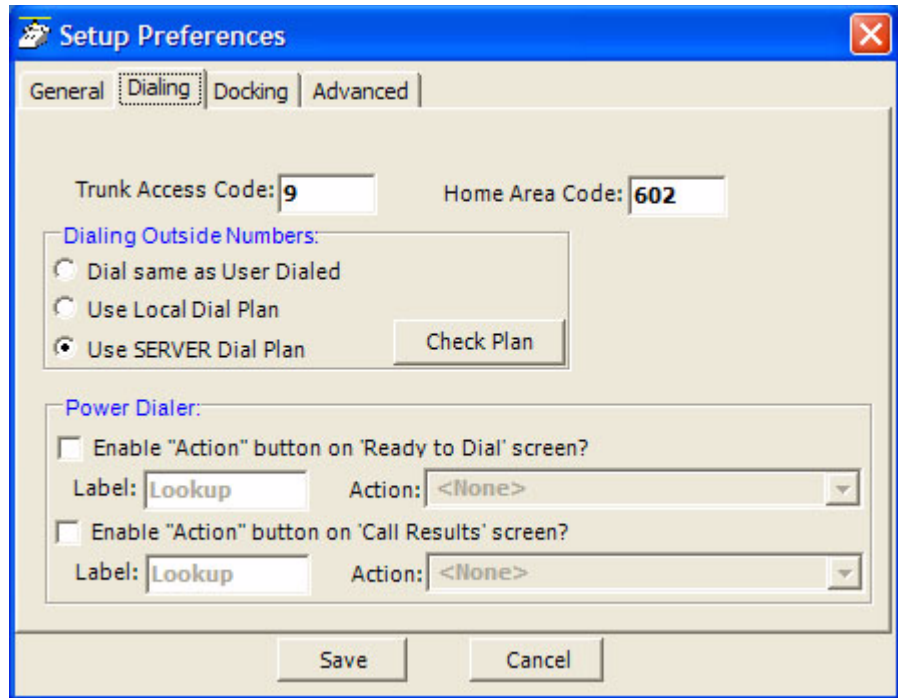 Setup Preferences
General Dialing Docking Advanced
Trunk Access Code: 9 Home Area Code: 602
Dialing Outside Numbers:
Dial same as User Dialed
Use Local Dial Plan
Use SERVER Dial Plan Check Plan
Power Dialer:
Enable "Action" button on 'Ready to Dial' screen?
Label: Lookup Action: <None>
Enable "Action" button on 'Call Results' screen?
Label: Lookup Action: <None>
Save Cancel